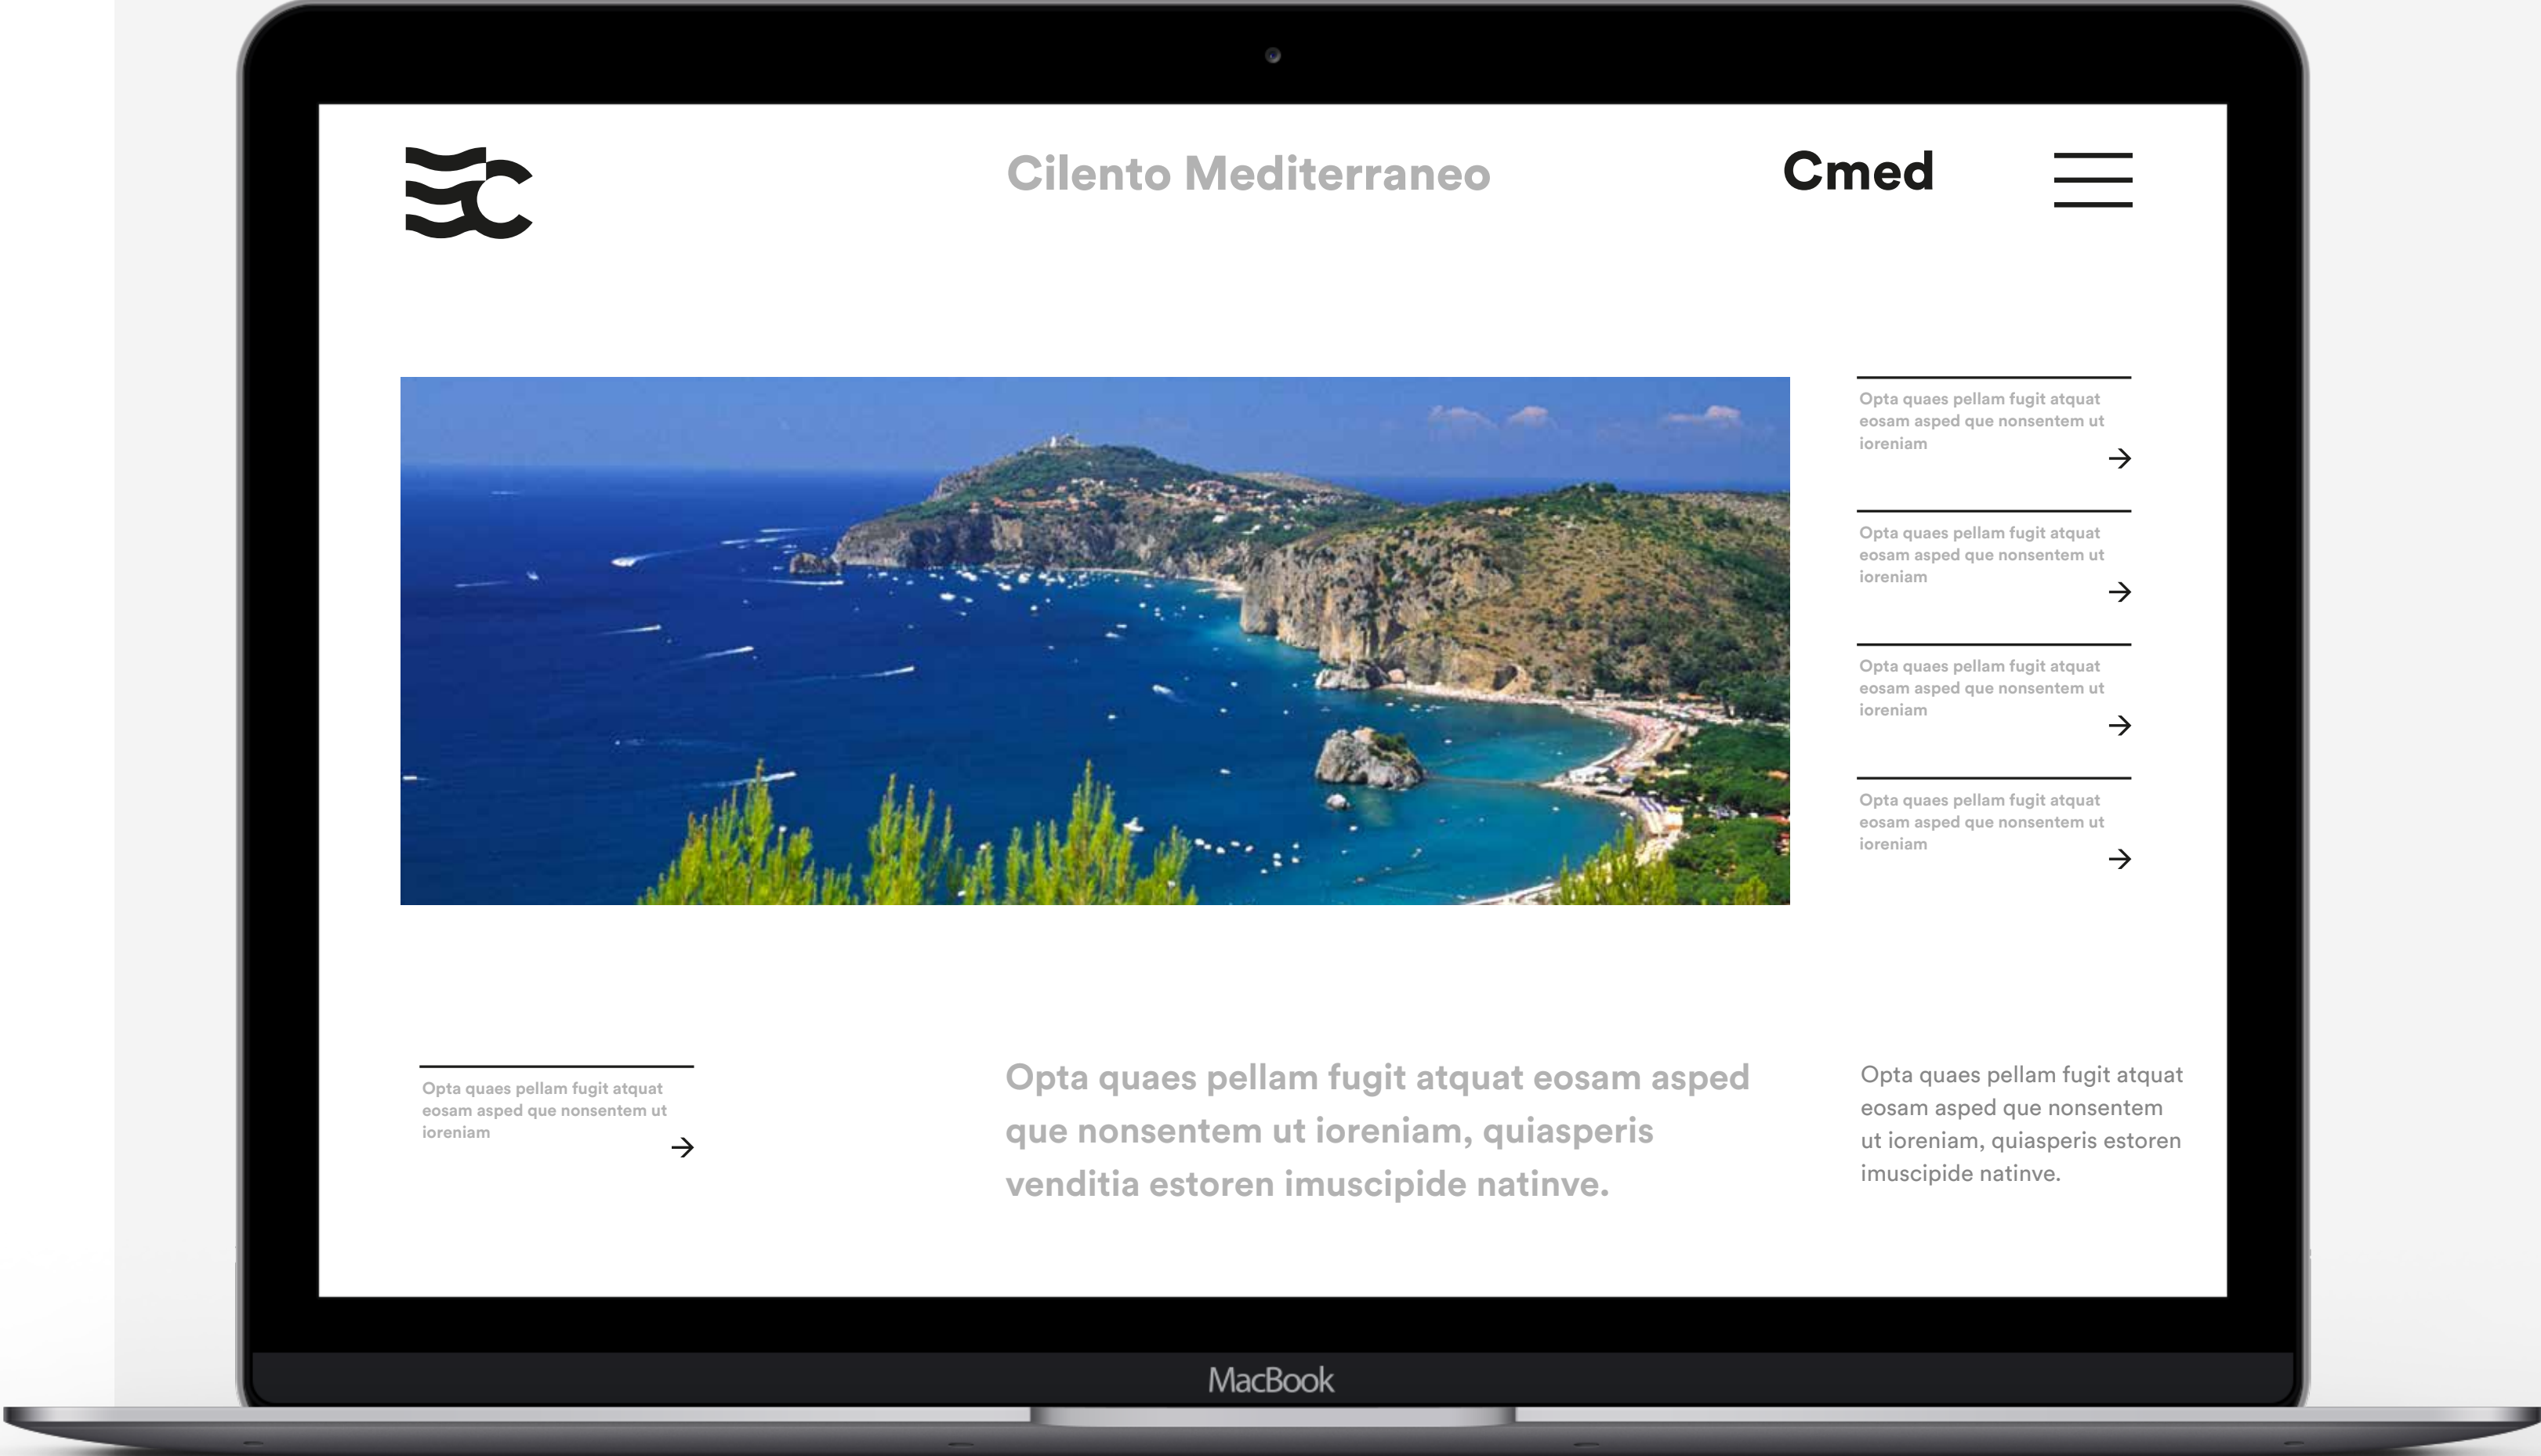 Cilento Mediterraneo
Cmed
Opta quaes pellam fugit atquat
eosam asped que nonsentem ut
ioreniam
Opta quaes pellam fugit atquat
eosam asped que nonsentem ut
ioreniam
Opta quaes pellam fugit atquat
eosam asped que nonsentem ut
ioreniam
Opta quaes pellam fugit atquat
eosam asped que nonsentem ut
ioreniam
Opta quaes pellam fugit atquat
eosam asped que nonsentem ut
ioreniam
Opta quaes pellam fugit atquat eosam asped
que nonsentem ut ioreniam, quiasperis
venditia estoren imuscipide natinve.
Opta quaes pellam fugit atquat
eosam asped que nonsentem
ut ioreniam, quiasperis estoren
imuscipide natinve.
MacBook